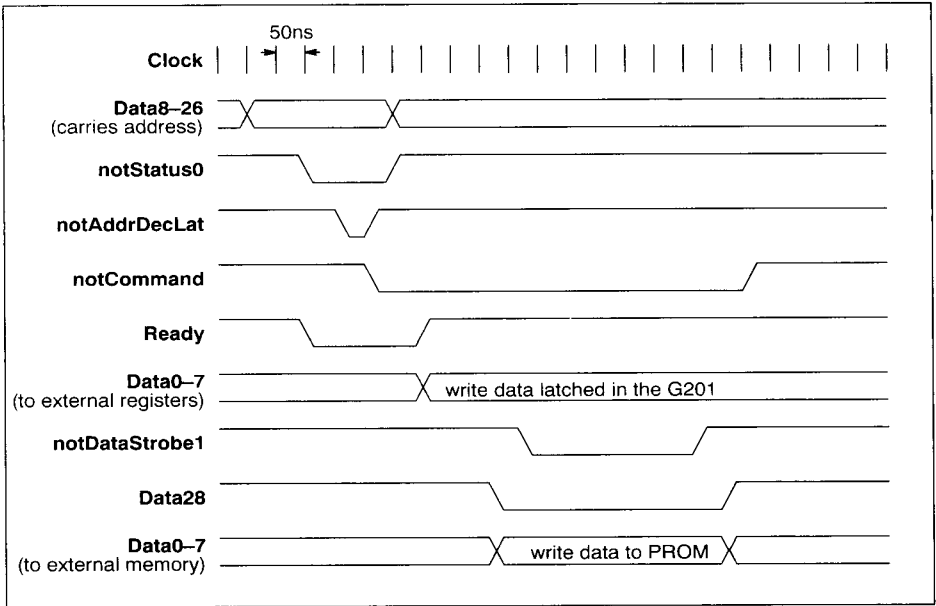 50ns
Clock
Data8–26
(carries address)
notStatus0
notAddrDecLat
notCommand
Ready
Data0–7
(to external registers)
write data latched in the G201
notDataStrobe1
Data28
Data0–7
(to external memory)
write data to PROM